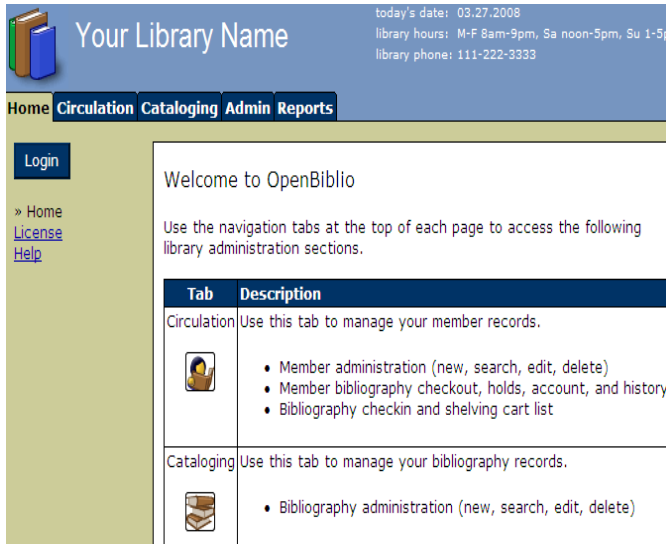 today's date: 03.27.2008
Your Library Name
library hours: M-F 8am-9pm, Sa noon-5pm, Su 1-5p
library phone: 111-222-3333
Home Circulation Cataloging Admin Reports
Login
Welcome to OpenBiblio
» Home
License
Help
Use the navigation tabs at the top of each page to access the following
library administration sections.
Tab Description
Circulation Use this tab to manage your member records.
• Member administration (new, search, edit, delete)
• Member bibliography checkout, holds, account, and history
• Bibliography checkin and shelving cart list
Cataloging Use this tab to manage your bibliography records.
• Bibliography administration (new, search, edit, delete)